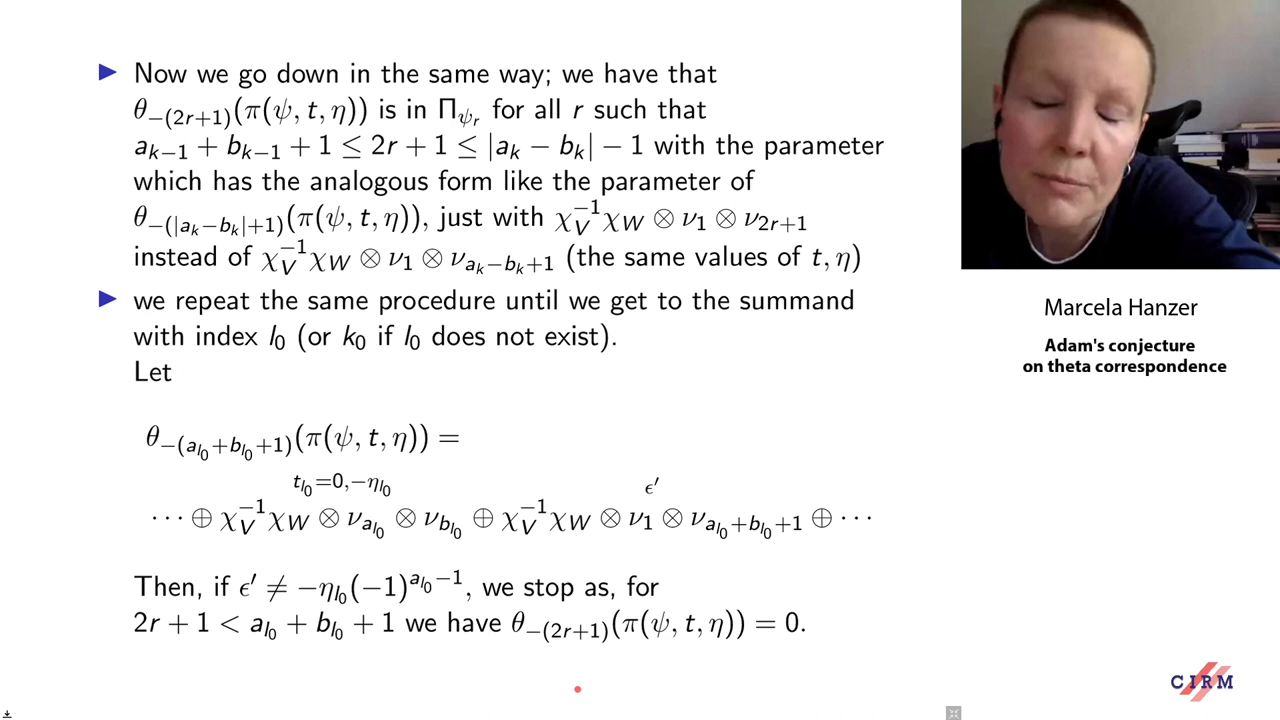 ▶ Now we go down in the same way; we have that
θ_{−(2r+1)}(π(ψ, t, η)) is in Π_{ψ_r} for all r such that
a_{k−1} + b_{k−1} + 1 ≤ 2r + 1 ≤ |a_k − b_k| − 1 with the parameter
which has the analogous form like the parameter of
θ_{−(|a_k−b_k|+1)}(π(ψ, t, η)), just with χ_V^{−1}χ_W ⊗ ν_1 ⊗ ν_{2r+1}
instead of χ_V^{−1}χ_W ⊗ ν_1 ⊗ ν_{a_k−b_k+1} (the same values of t, η)
▶ we repeat the same procedure until we get to the summand
with index l_0 (or k_0 if l_0 does not exist).
Let
θ_{−(a_{l_0}+b_{l_0}+1)}(π(ψ, t, η)) =
t_{l_0}=0,−η_{l_0} ϵ′
··· ⊕ χ_V^{−1}χ_W ⊗ ν_{a_{l_0}} ⊗ ν_{b_{l_0}} ⊕ χ_V^{−1}χ_W ⊗ ν_1 ⊗ ν_{a_{l_0}+b_{l_0}+1} ⊕ ···
Then, if ϵ′ ≠ −η_{l_0}(−1)^{a_{l_0}−1}, we stop as, for
2r + 1 < a_{l_0} + b_{l_0} + 1 we have θ_{−(2r+1)}(π(ψ, t, η)) = 0.
Marcela Hanzer
Adam's conjecture
on theta correspondence
CIRM